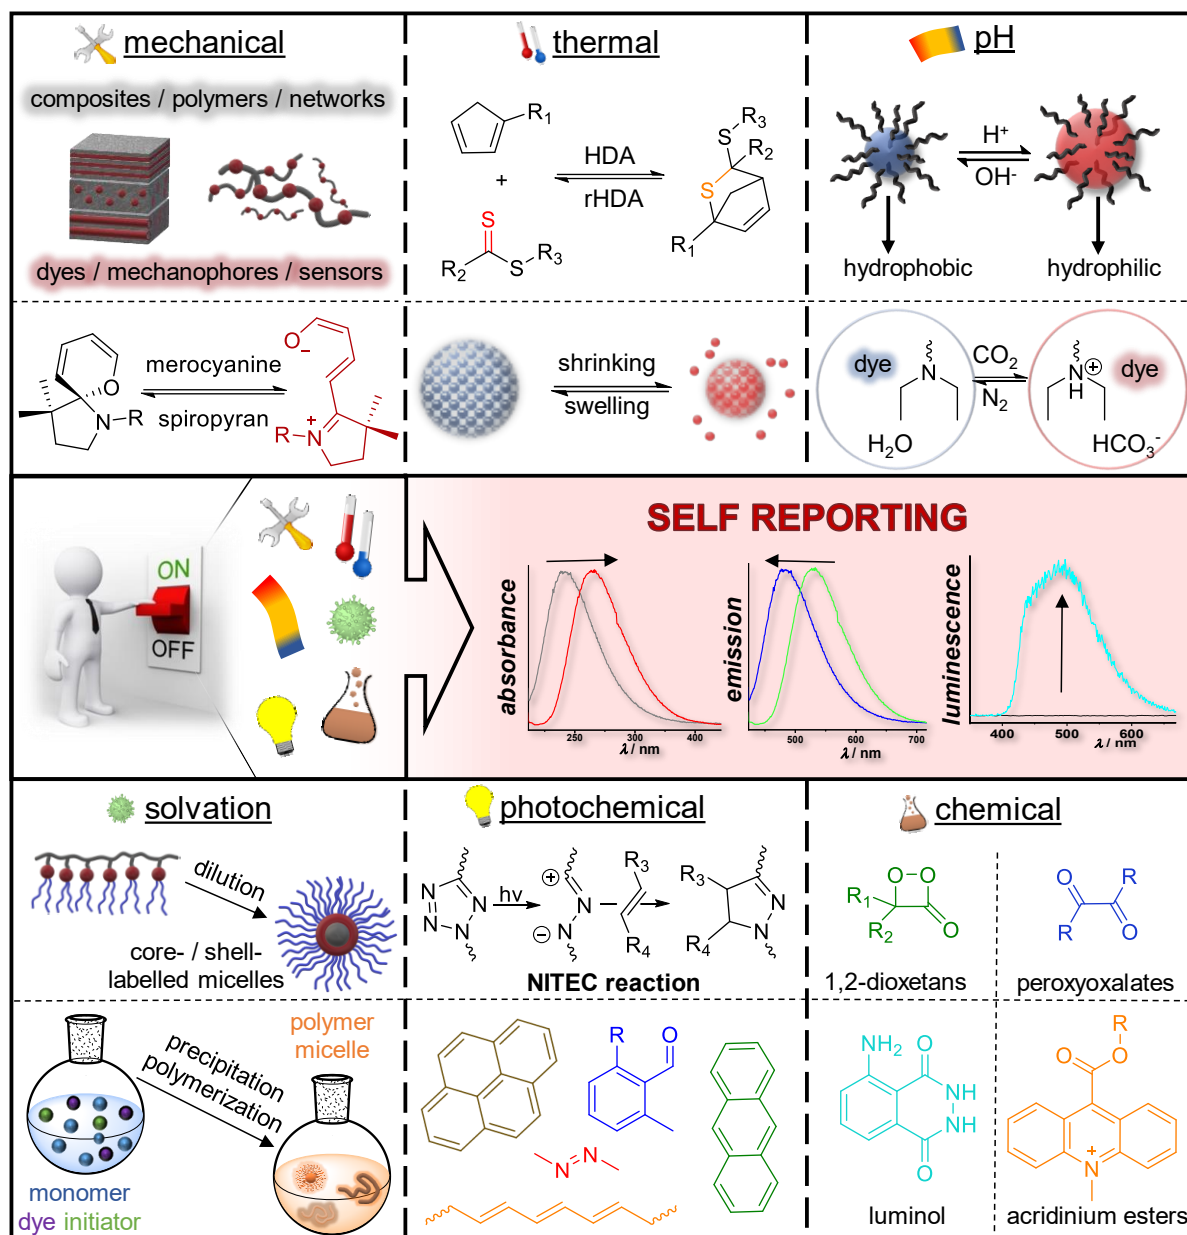 mechanical
composites / polymers / networks
dyes / mechanophores / sensors
merocyanine
spiropyran
O
N–R
O
−
R
N
+
thermal
R1
+
HDA
rHDA
S
R2
S
R3
S
R3
R2
S
R1
shrinking
swelling
pH
H+
OH-
hydrophobic
hydrophilic
dye
N
H2O
CO2
N2
N
H
+
dye
HCO3-
ON
OFF
SELF REPORTING
absorbance
250 300 400
λ / nm
emission
500 600 700
λ / nm
luminescence
400 500 600
λ / nm
solvation
dilution
core- / shell-
labelled micelles
precipitation
polymerization
polymer
micelle
monomer
dye initiator
photochemical
N
N
N
N
hν
+
N
−
N
R3
R4
R3
R4
N
N
NITEC reaction
R
O
N=N
chemical
O–O
R1
R2
O
1,2-dioxetans
O
R
R
O
peroxyoxalates
NH2
O
NH
NH
O
luminol
R
O
O
N
+
acridinium esters